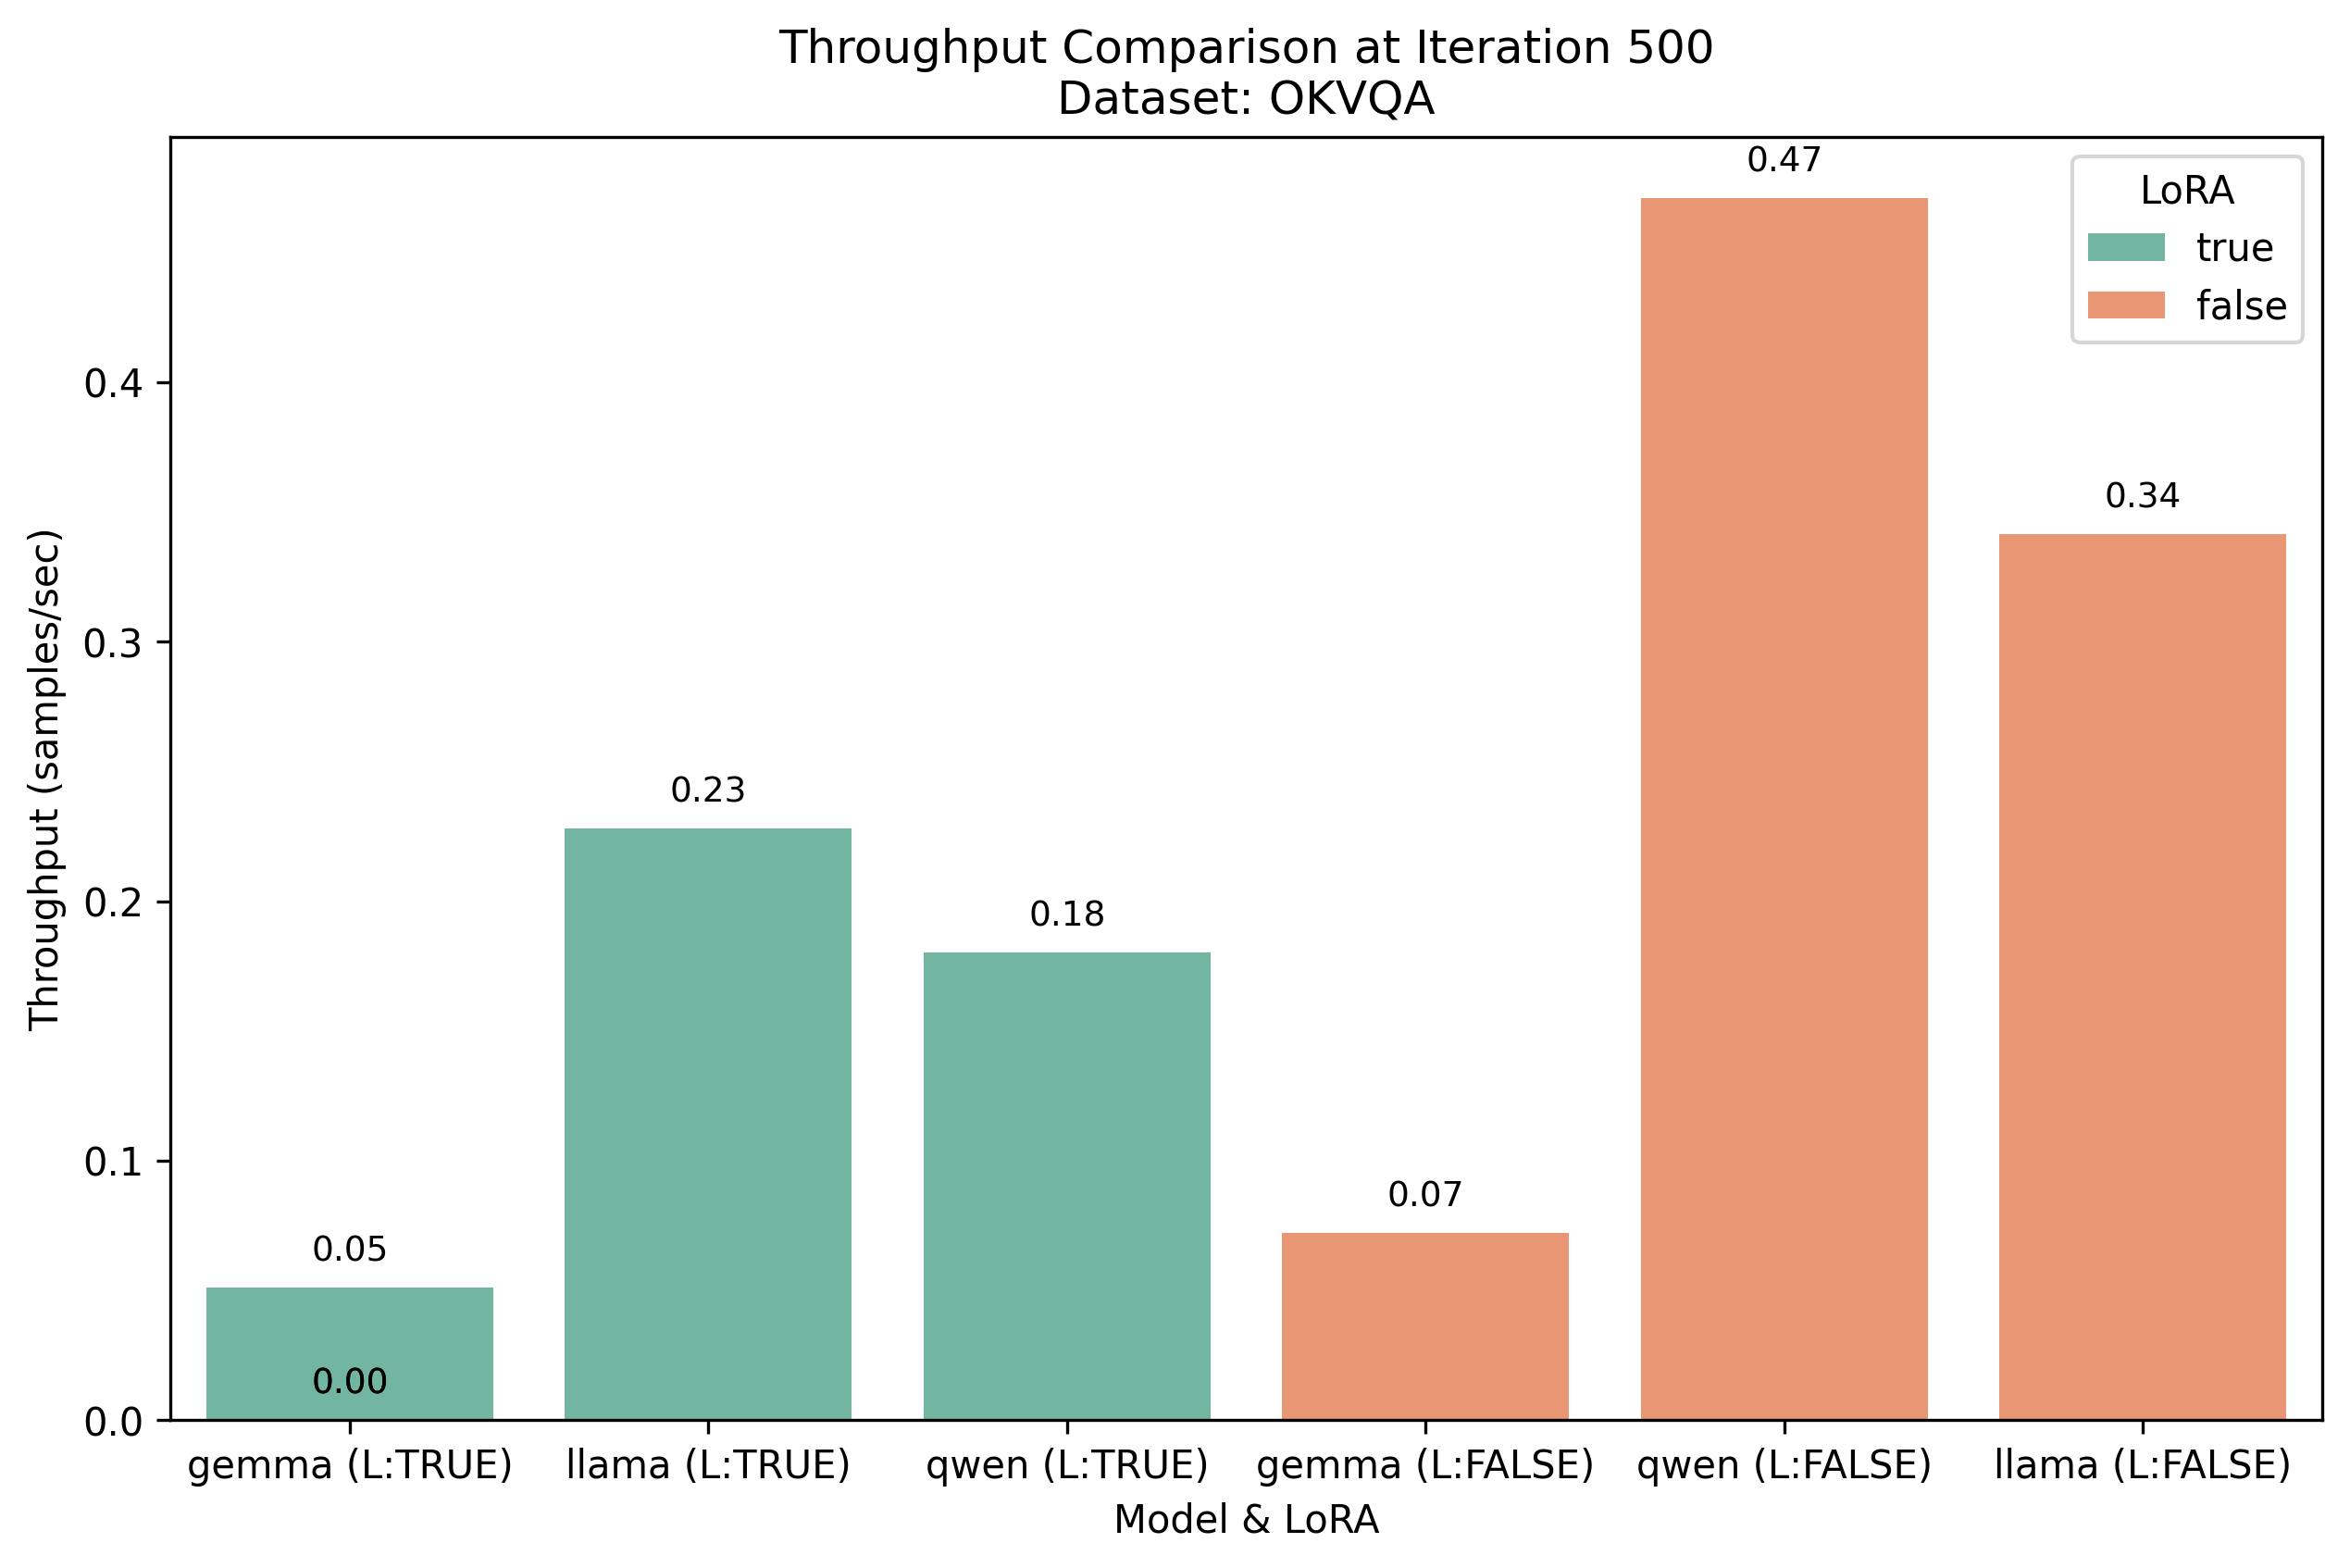 Throughput Comparison at Iteration 500
Dataset: OKVQA
Throughput (samples/sec)
0.4
0.3
0.2
0.1
0.0
0.05
0.00
0.23
0.18
0.07
0.47
0.34
LoRA
true
false
gemma (L:TRUE) llama (L:TRUE) qwen (L:TRUE) gemma (L:FALSE) qwen (L:FALSE) llama (L:FALSE)
Model & LoRA